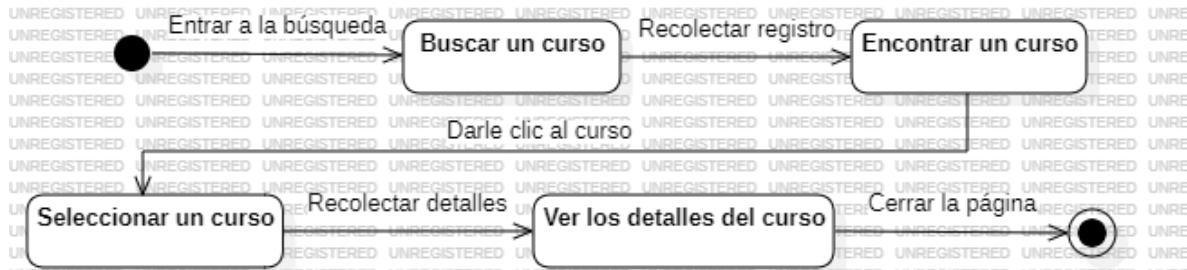 Entrar a la búsqueda
Buscar un curso
Recolectar registro
Encontrar un curso
Darle clic al curso
Seleccionar un curso
Recolectar detalles
Ver los detalles del curso
Cerrar la página
UNREGISTERED